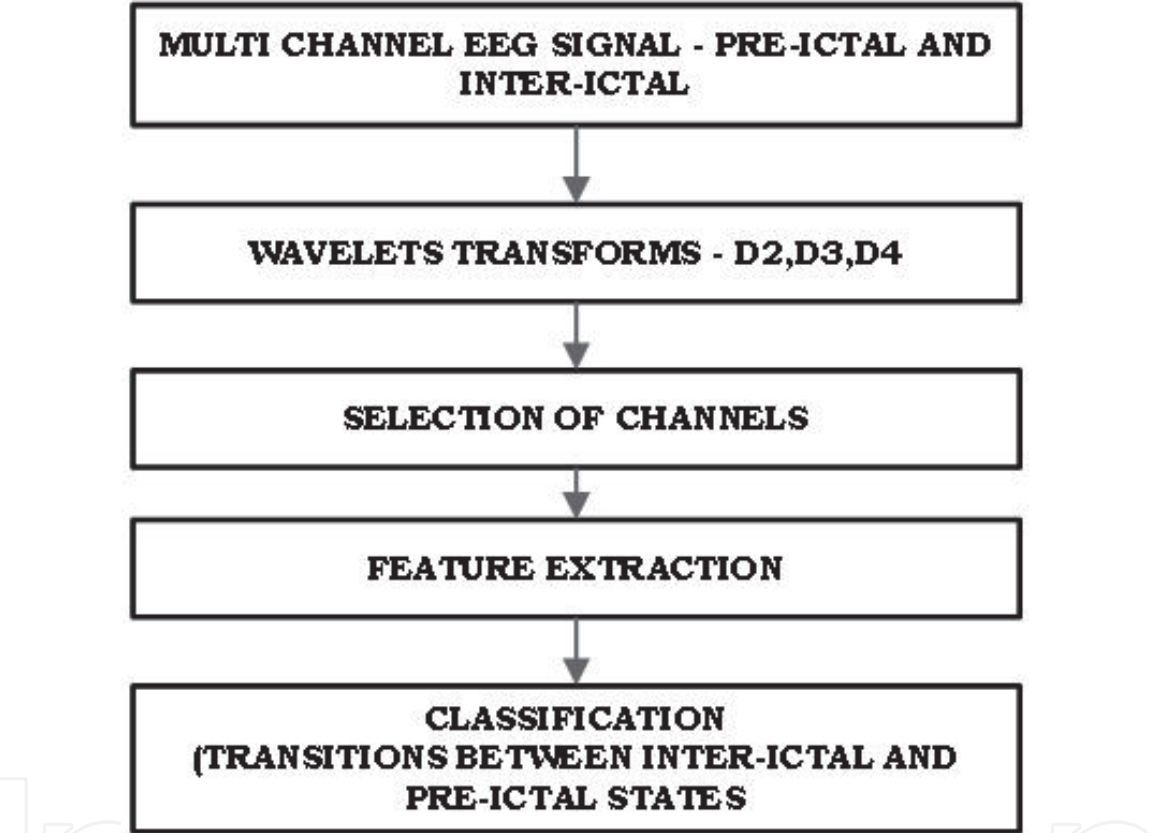 MULTI CHANNEL EEG SIGNAL - PRE-ICTAL AND
INTER-ICTAL
WAVELETS TRANSFORMS - D2,D3,D4
SELECTION OF CHANNELS
FEATURE EXTRACTION
CLASSIFICATION
(TRANSITIONS BETWEEN INTER-ICTAL AND
PRE-ICTAL STATES